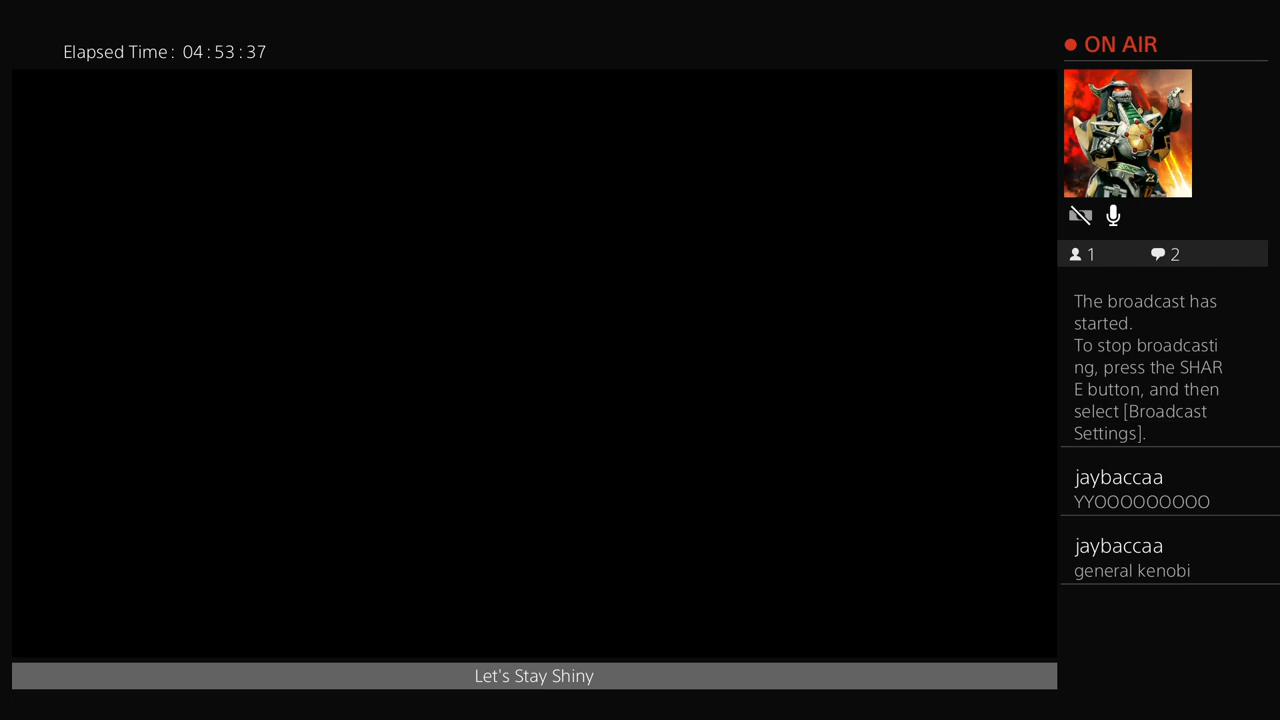 Elapsed Time: 04:53:37
ON AIR
1
2
The broadcast has
started.
To stop broadcasti
ng, press the SHAR
E button, and then
select [Broadcast
Settings].
jaybaccaa
YYOOOOOOOOO
jaybaccaa
general kenobi
Let's Stay Shiny